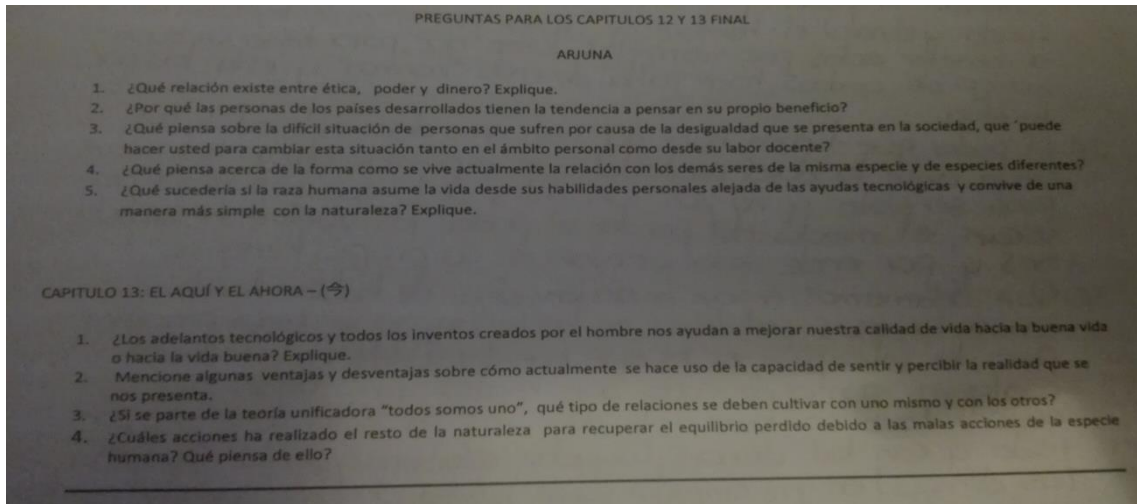 PREGUNTAS PARA LOS CAPITULOS 12 Y 13 FINAL
ARJUNA
1. ¿Qué relación existe entre ética, poder y dinero? Explique.
2. ¿Por qué las personas de los países desarrollados tienen la tendencia a pensar en su propio beneficio?
3. ¿Qué piensa sobre la difícil situación de personas que sufren por causa de la desigualdad que se presenta en la sociedad, que ´puede
hacer usted para cambiar esta situación tanto en el ámbito personal como desde su labor docente?
4. ¿Qué piensa acerca de la forma como se vive actualmente la relación con los demás seres de la misma especie y de especies diferentes?
5. ¿Qué sucedería si la raza humana asume la vida desde sus habilidades personales alejada de las ayudas tecnológicas y convive de una
manera más simple con la naturaleza? Explique.
CAPITULO 13: EL AQUÍ Y EL AHORA – (今)
1. ¿Los adelantos tecnológicos y todos los inventos creados por el hombre nos ayudan a mejorar nuestra calidad de vida hacia la buena vida
o hacia la vida buena? Explique.
2. Mencione algunas ventajas y desventajas sobre cómo actualmente se hace uso de la capacidad de sentir y percibir la realidad que se
nos presenta.
3. ¿Si se parte de la teoría unificadora "todos somos uno", qué tipo de relaciones se deben cultivar con uno mismo y con los otros?
4. ¿Cuáles acciones ha realizado el resto de la naturaleza para recuperar el equilibrio perdido debido a las malas acciones de la especie
humana? Qué piensa de ello?